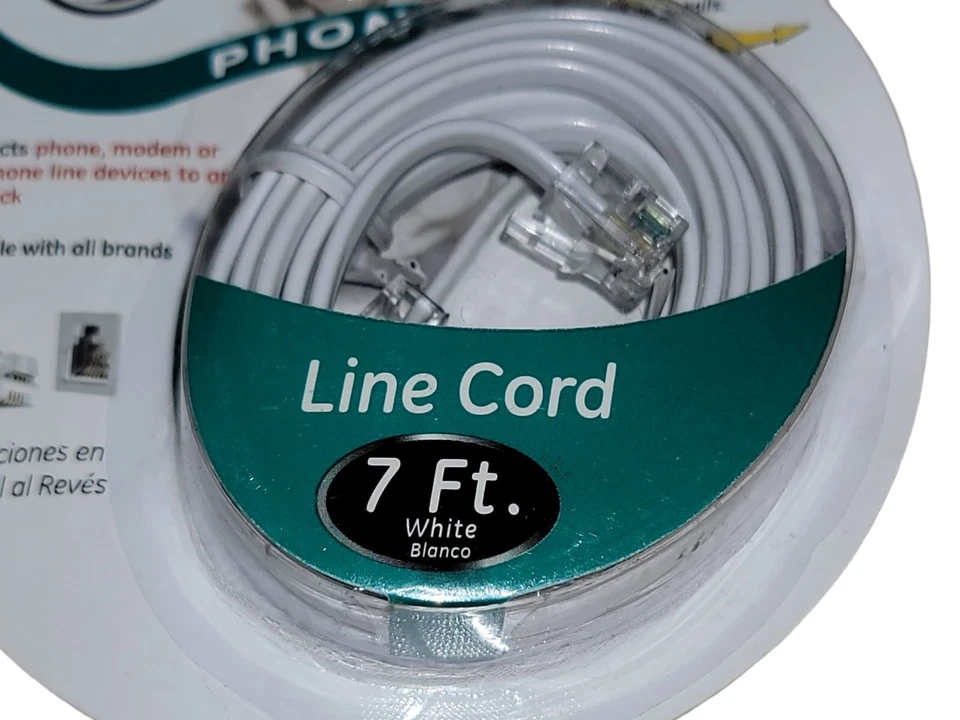 PHON
cts phone, modem or
hone line devices to
ck
le with all brands
ciones en
l al Revés
Line Cord
7 Ft.
White
Blanco